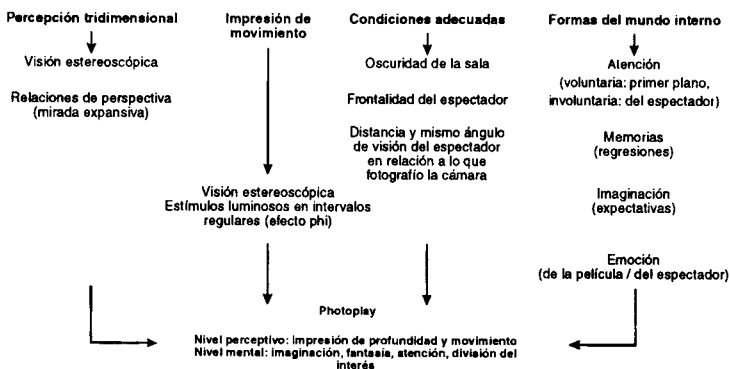 Percepción tridimensional
Visión estereoscópica
Relaciones de perspectiva
(mirada expansiva)
Impresión de
movimiento
Visión estereoscópica
Estímulos luminosos en intervalos
regulares (efecto phi)
Condiciones adecuadas
Oscuridad de la sala
Frontalidad del espectador
Distancia y mismo ángulo
de visión del espectador
en relación a lo que
fotografío la cámara
Formas del mundo interno
Atención
(voluntaria: primer plano,
involuntaria: del espectador)
Memorias
(regresiones)
Imaginación
(expectativas)
Emoción
(de la película / del espectador)
Photoplay
Nivel perceptivo: impresión de profundidad y movimiento
Nivel mental: imaginación, fantasía, atención, división del
interés